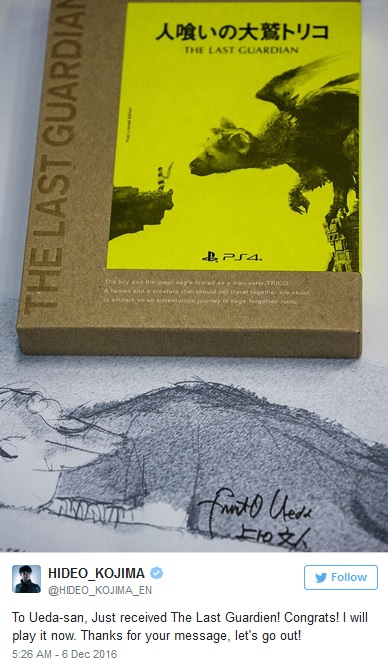 THE LAST GUARDIAN
人喰いの大鷲トリコ
THE LAST GUARDIAN
First Limited Edition
PS4
The boy and the great eagle feared as a man-eater, TRICO.
A human and a creature that should not travel together are about
to embark on an adventurous journey in huge forgotten ruins.
Ueda
上田文人
HIDEO_KOJIMA
@HIDEO_KOJIMA_EN
Follow
To Ueda-san, Just received The Last Guardien! Congrats! I will
play it now. Thanks for your message, let's go out!
5:26 AM - 6 Dec 2016